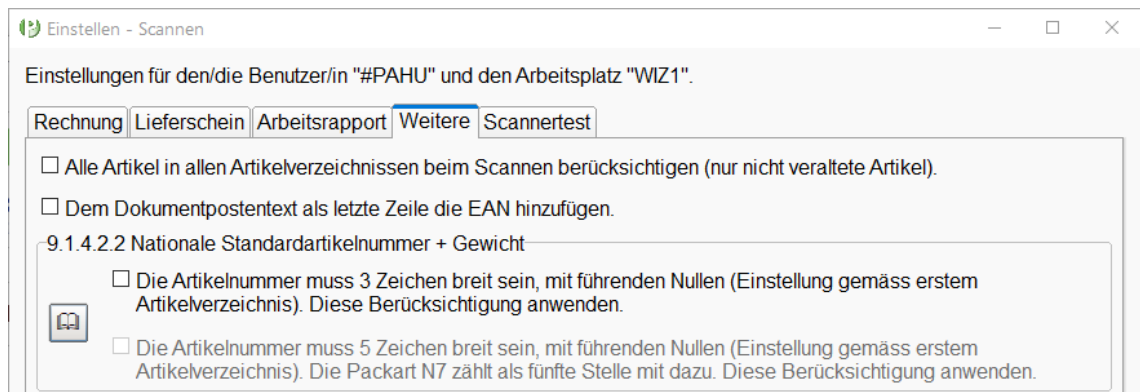 Einstellen - Scannen
Einstellungen für den/die Benutzer/in "#PAHU" und den Arbeitsplatz "WIZ1".
Rechnung Lieferschein Arbeitsrapport Weitere Scannertest
Alle Artikel in allen Artikelverzeichnissen beim Scannen berücksichtigen (nur nicht veraltete Artikel).
Dem Dokumentpostentext als letzte Zeile die EAN hinzufügen.
9.1.4.2.2 Nationale Standardartikelnummer + Gewicht
Die Artikelnummer muss 3 Zeichen breit sein, mit führenden Nullen (Einstellung gemäss erstem
Artikelverzeichnis). Diese Berücksichtigung anwenden.
Die Artikelnummer muss 5 Zeichen breit sein, mit führenden Nullen (Einstellung gemäss erstem
Artikelverzeichnis). Die Packart N7 zählt als fünfte Stelle mit dazu. Diese Berücksichtigung anwenden.